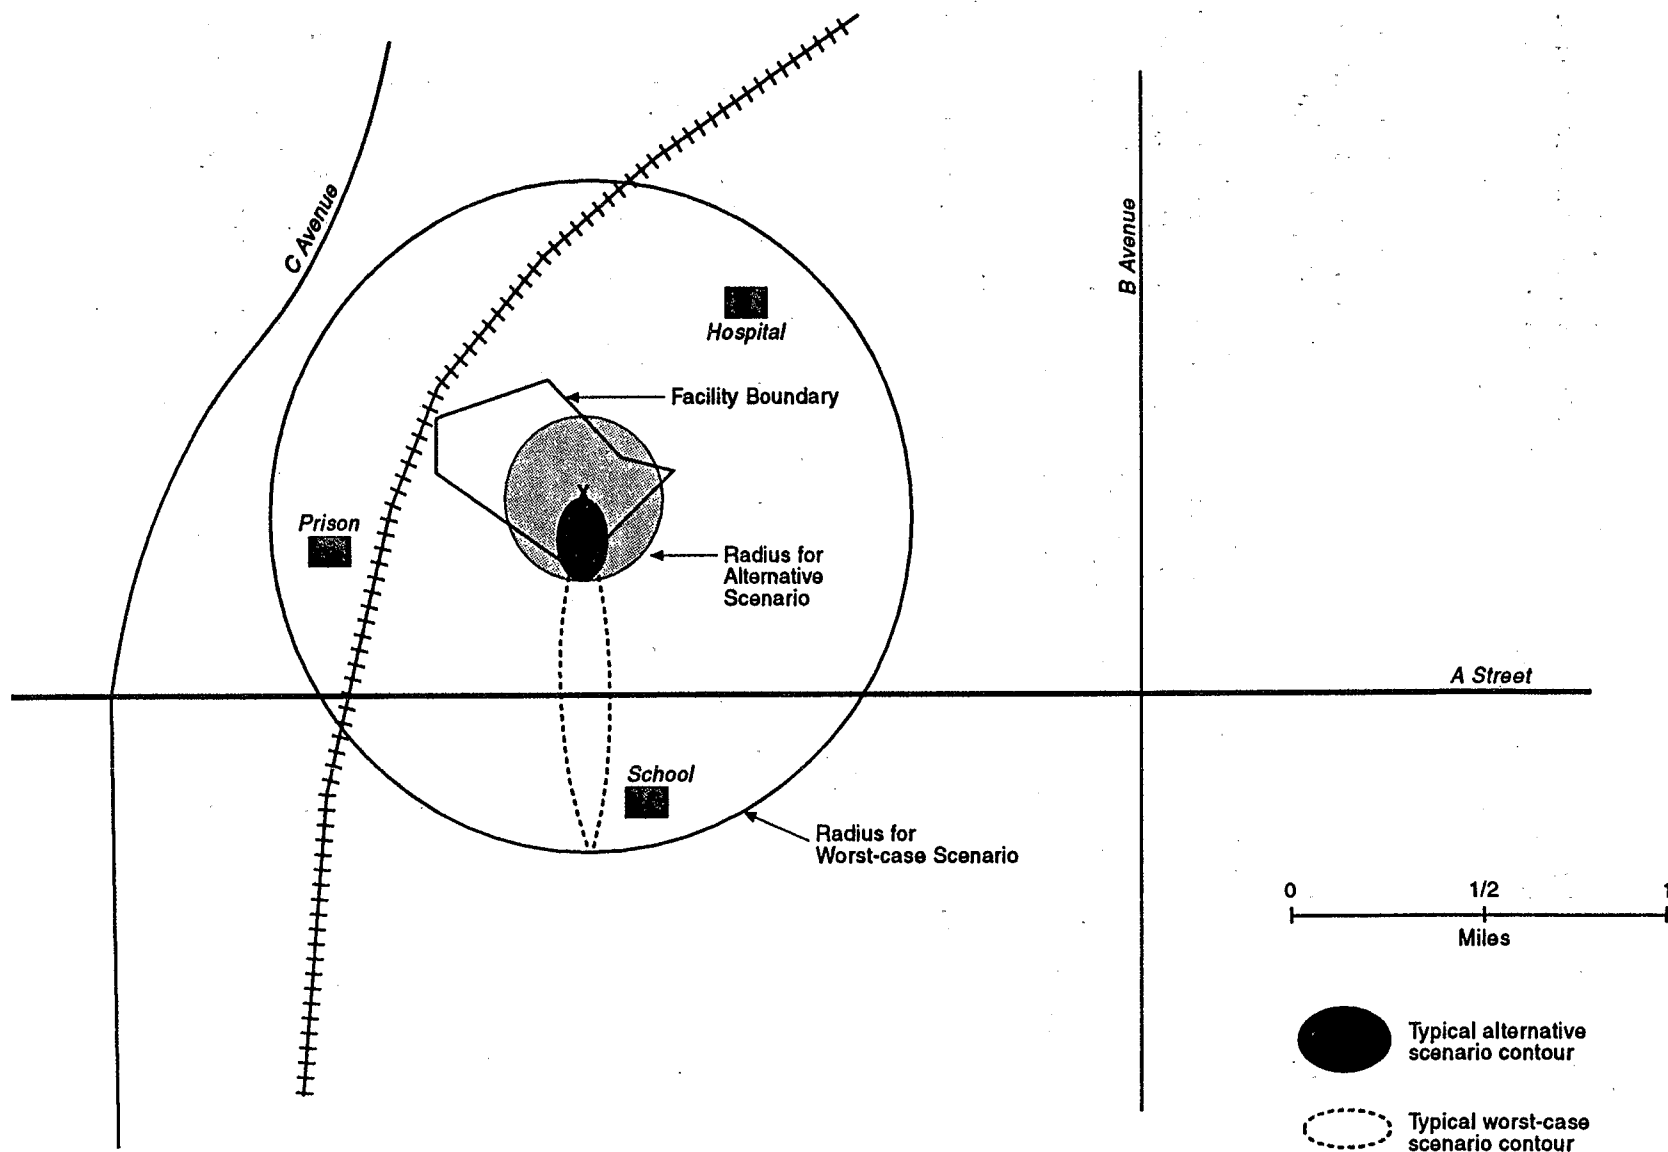 C Avenue
B Avenue
Hospital
Facility Boundary
X
Prison
Radius for
Alternative
Scenario
A Street
School
Radius for
Worst-case Scenario
0 1/2 1
Miles
Typical alternative
scenario contour
Typical worst-case
scenario contour